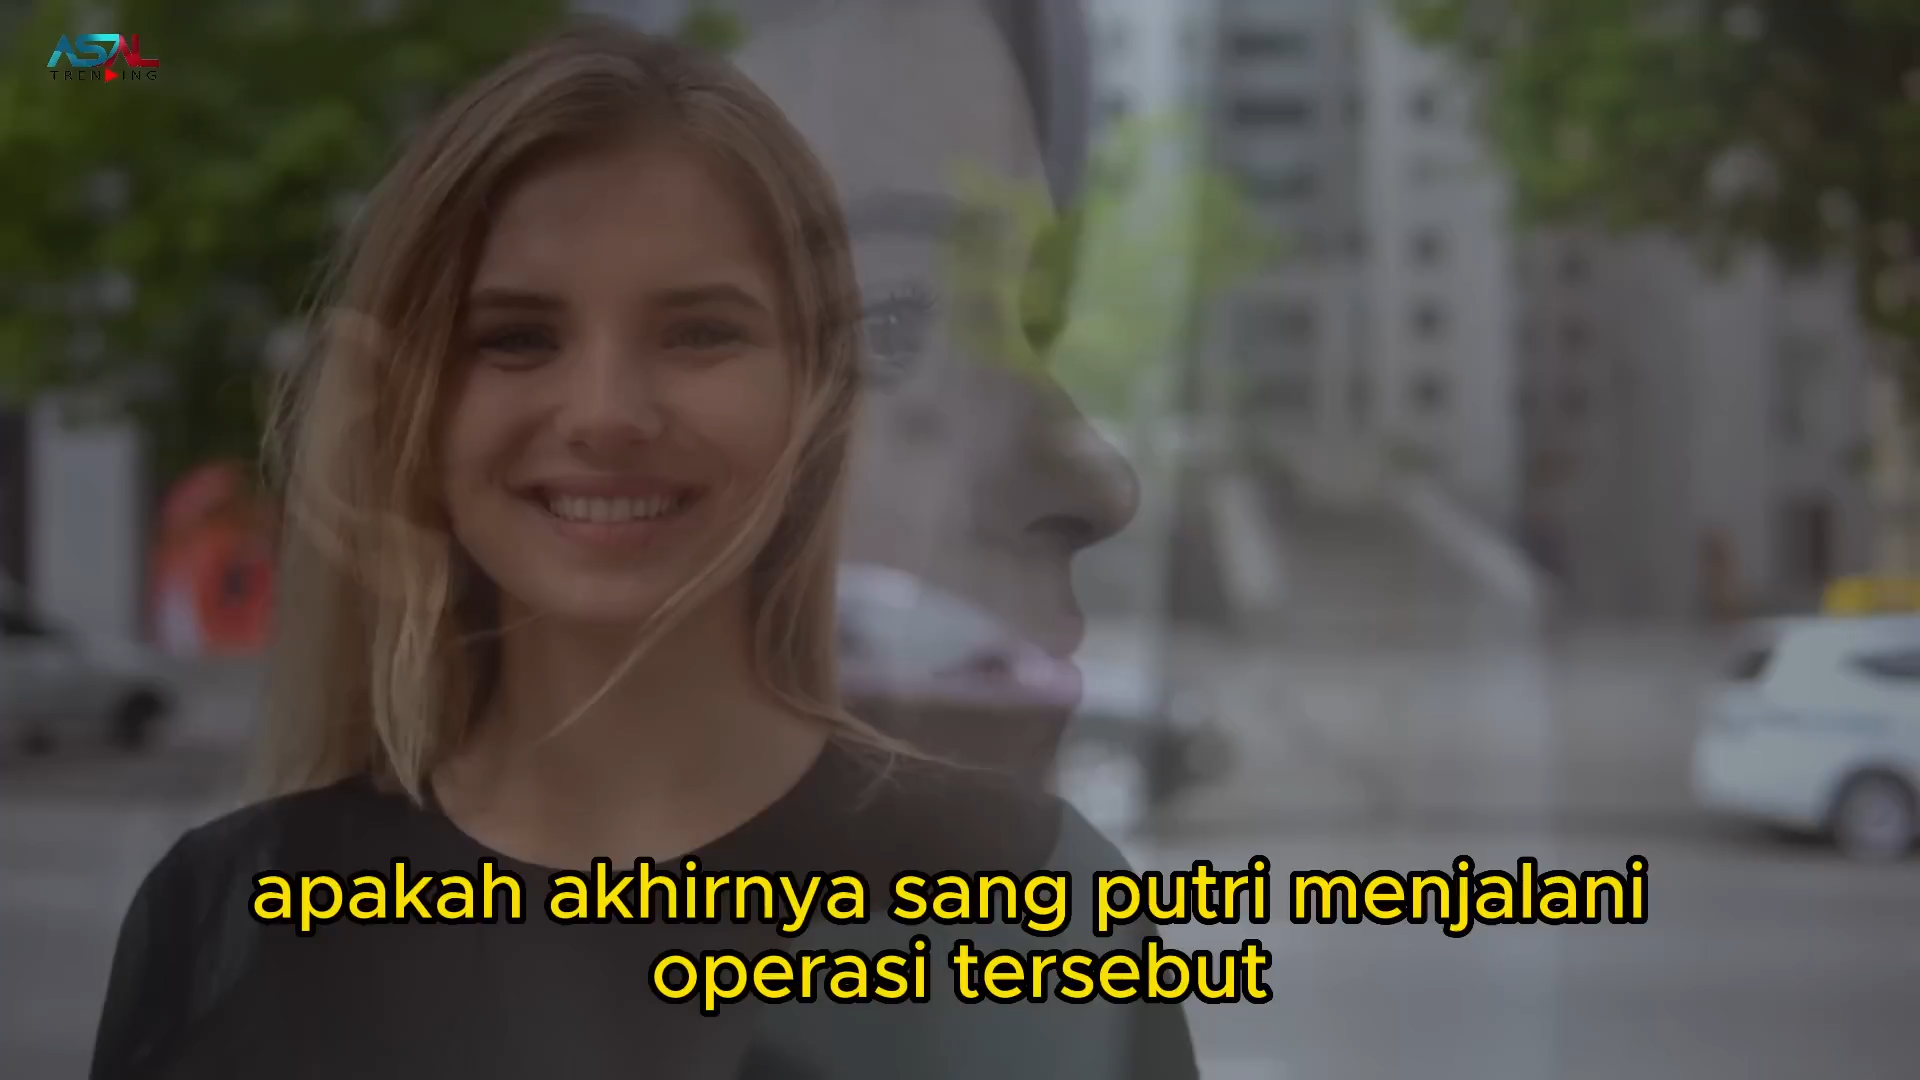 ASAL
TRENDING
apakah akhirnya sang putri menjalani
operasi tersebut